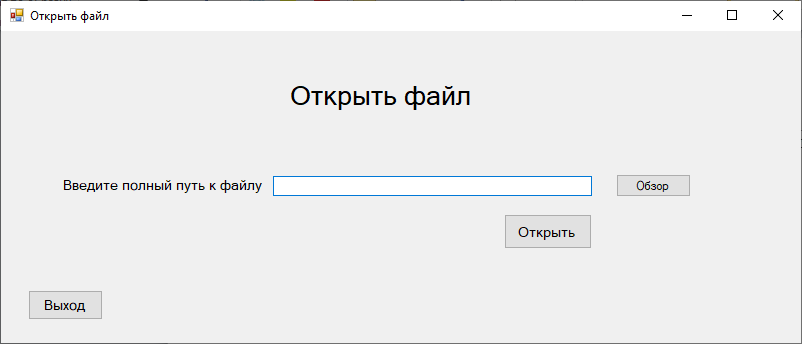 Открыть файл
Открыть файл
Введите полный путь к файлу
Обзор
Открыть
Выход